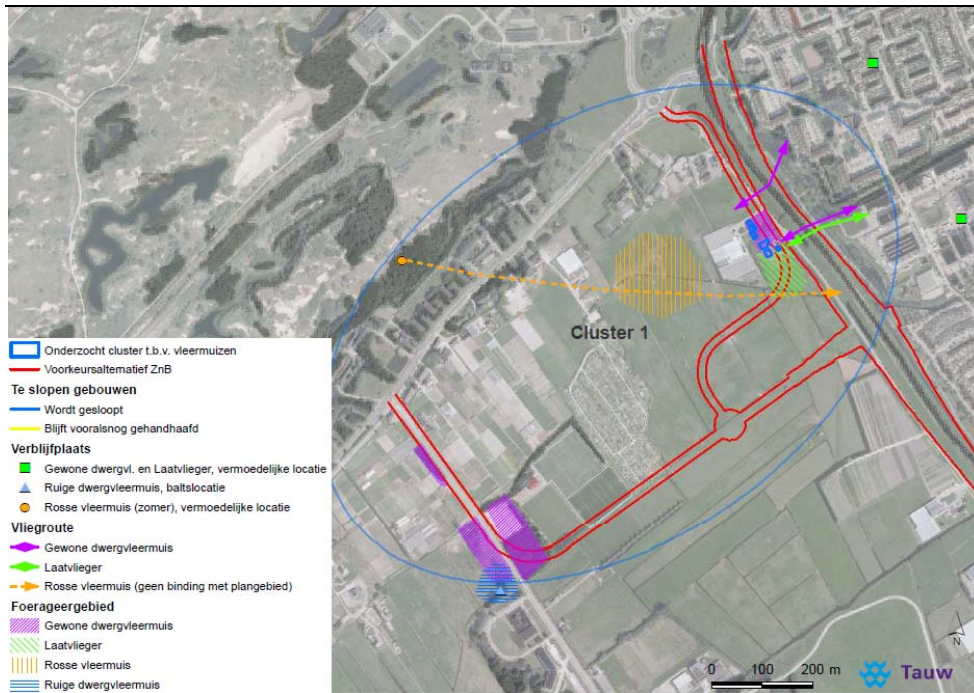 Cluster 1
Onderzocht cluster t.b.v. vleermuizen
Voorkeursalternatief ZnB
Te slopen gebouwen
Wordt gesloopt
Blijft vooralsnog gehandhaafd
Verblijfplaats
Gewone dwergvl. en Laatvlieger, vermoedelijke locatie
Ruige dwergvleermuis, baltslocatie
Rosse vleermuis (zomer), vermoedelijke locatie
Vliegroute
Gewone dwergvleermuis
Laatvlieger
Rosse vleermuis (geen binding met plangebied)
Foerageergebied
Gewone dwergvleermuis
Laatvlieger
Rosse vleermuis
Ruige dwergvleermuis
N
0 100 200 m
Tauw